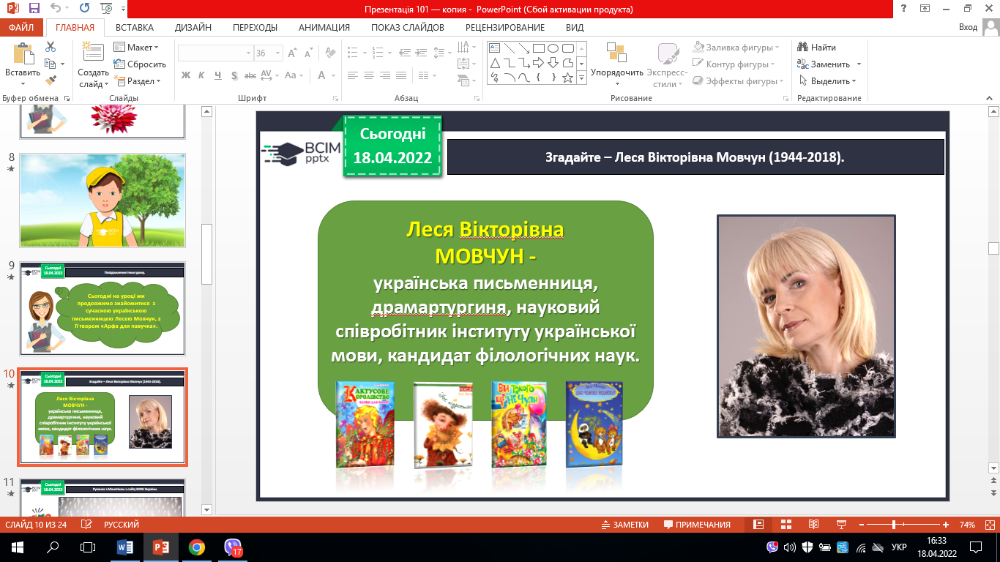 Презентація 101 — копия - PowerPoint (Сбой активации продукта)
ФАЙЛ ГЛАВНАЯ ВСТАВКА ДИЗАЙН ПЕРЕХОДЫ АНИМАЦИЯ ПОКАЗ СЛАЙДОВ РЕЦЕНЗИРОВАНИЕ ВИД Вход
Вставить
Создать слайд
Макет
Сбросить
Раздел
36
Ж К Ч S abc AV Aa А
Упорядочить
Экспресс-стили
Заливка фигуры
Контур фигуры
Эффекты фигуры
Найти
Заменить
Выделить
Буфер обмена Слайды Шрифт Абзац Рисование Редактирование
8
9
Сьогодні
18.04.2022
Повідомлення теми уроку.
Сьогодні на уроці ми
продовжимо знайомитися з
сучасною українською
письменницею Лесею Мовчун, з
її твором «Арфа для павучка».
10
Сьогодні
18.04.2022
Згадайте – Леся Вікторівна Мовчун (1944-2018).
Леся Вікторівна
МОВЧУН -
українська письменниця,
драмартургиня, науковий
співробітник інституту української
мови, кандидат філологічних наук.
11
Сьогодні
18.04.2022
Руханка з Манкіном з сайту МОН України.
ВСІМ
pptx
Сьогодні
18.04.2022
Згадайте – Леся Вікторівна Мовчун (1944-2018).
Леся Вікторівна
МОВЧУН -
українська письменниця,
драмартургиня, науковий
співробітник інституту української
мови, кандидат філологічних наук.
КАКТУСОВЕ
КОРОЛІВСТВО
ВИ ТАКОГО
ЩЕ НЕ ЧУЛИ
СЛАЙД 10 ИЗ 24 РУССКИЙ ЗАМЕТКИ ПРИМЕЧАНИЯ 74%
17
УКР
16:33
18.04.2022